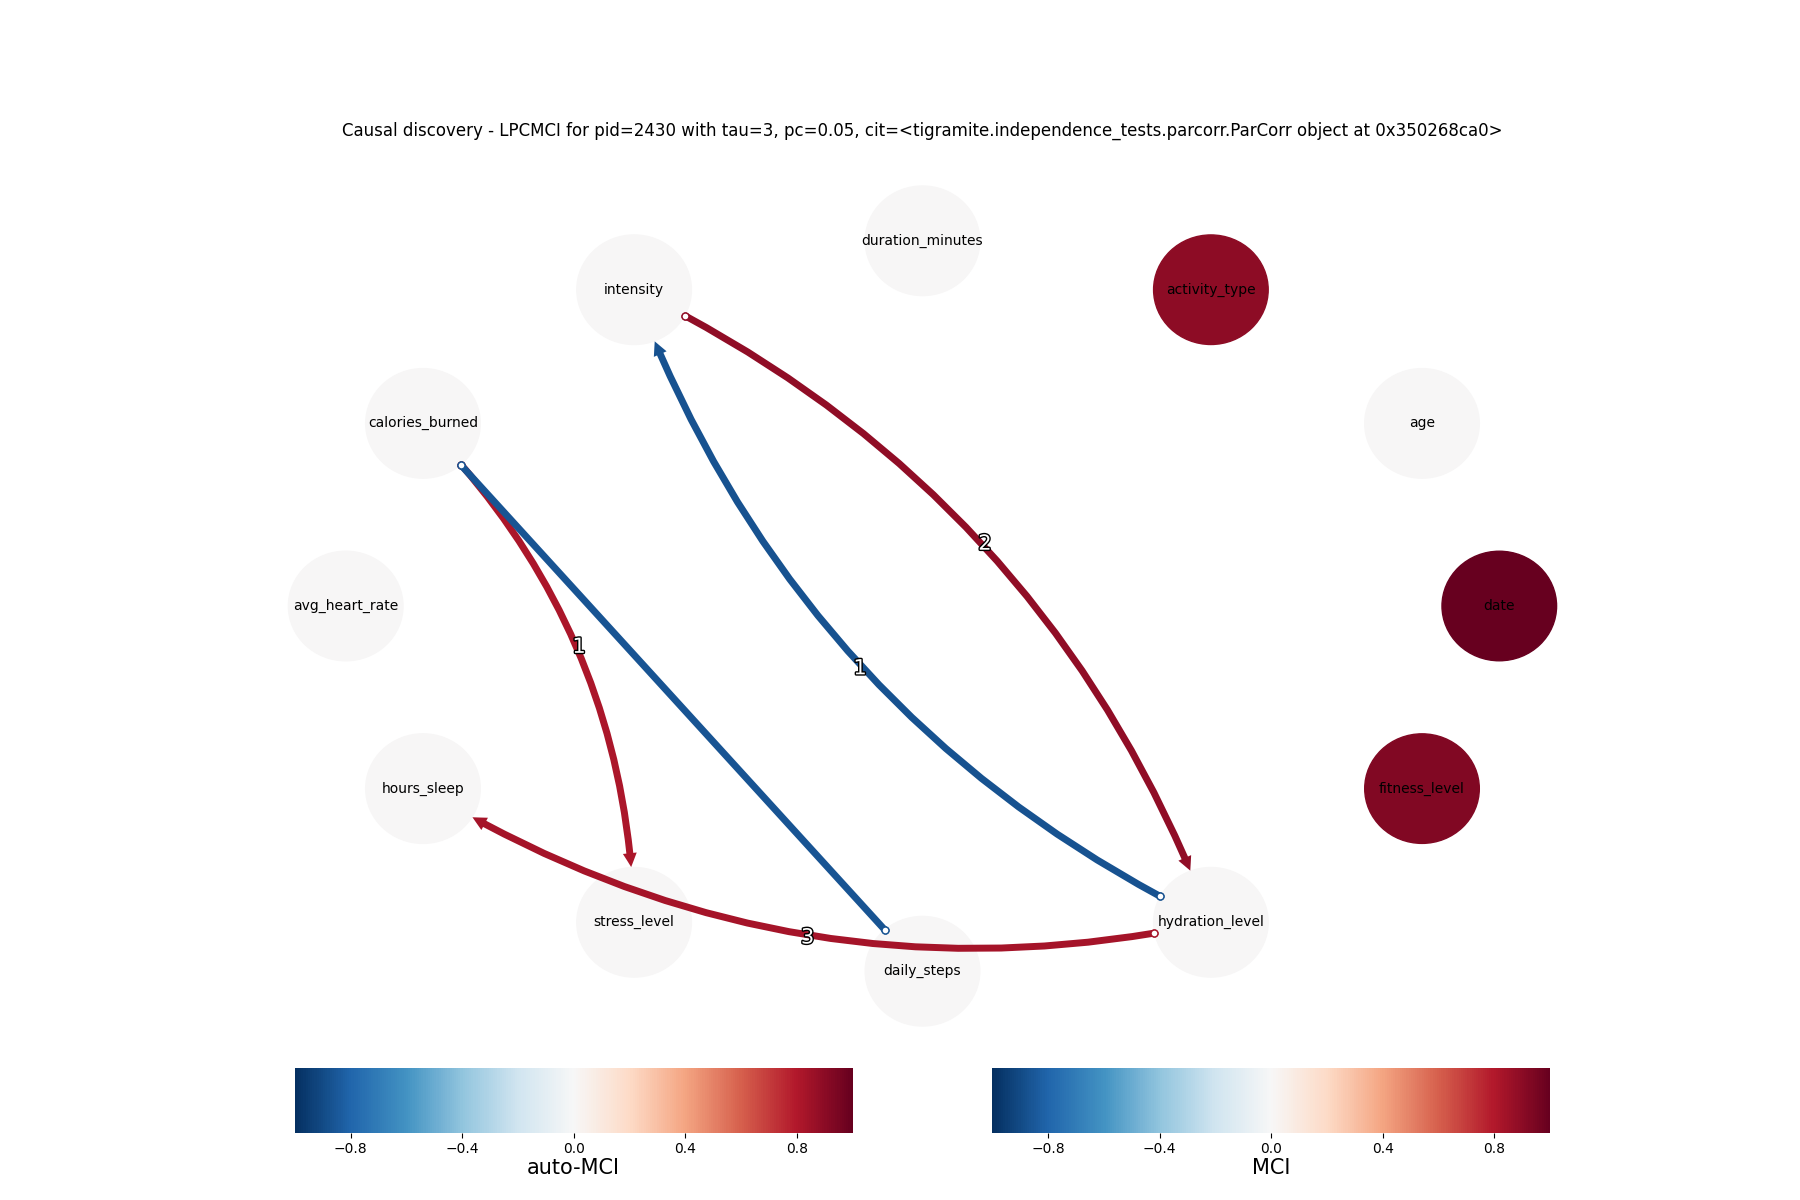 Causal discovery - LPCMCI for pid=2430 with tau=3, pc=0.05, cit=<tigramite.independence_tests.parcorr.ParCorr object at 0x350268ca0>
duration_minutes
intensity
activity_type
calories_burned
age
2
avg_heart_rate
date
1
1
hours_sleep
fitness_level
stress_level
hydration_level
3
daily_steps
−0.8 −0.4 0.0 0.4 0.8
auto-MCI
−0.8 −0.4 0.0 0.4 0.8
MCI